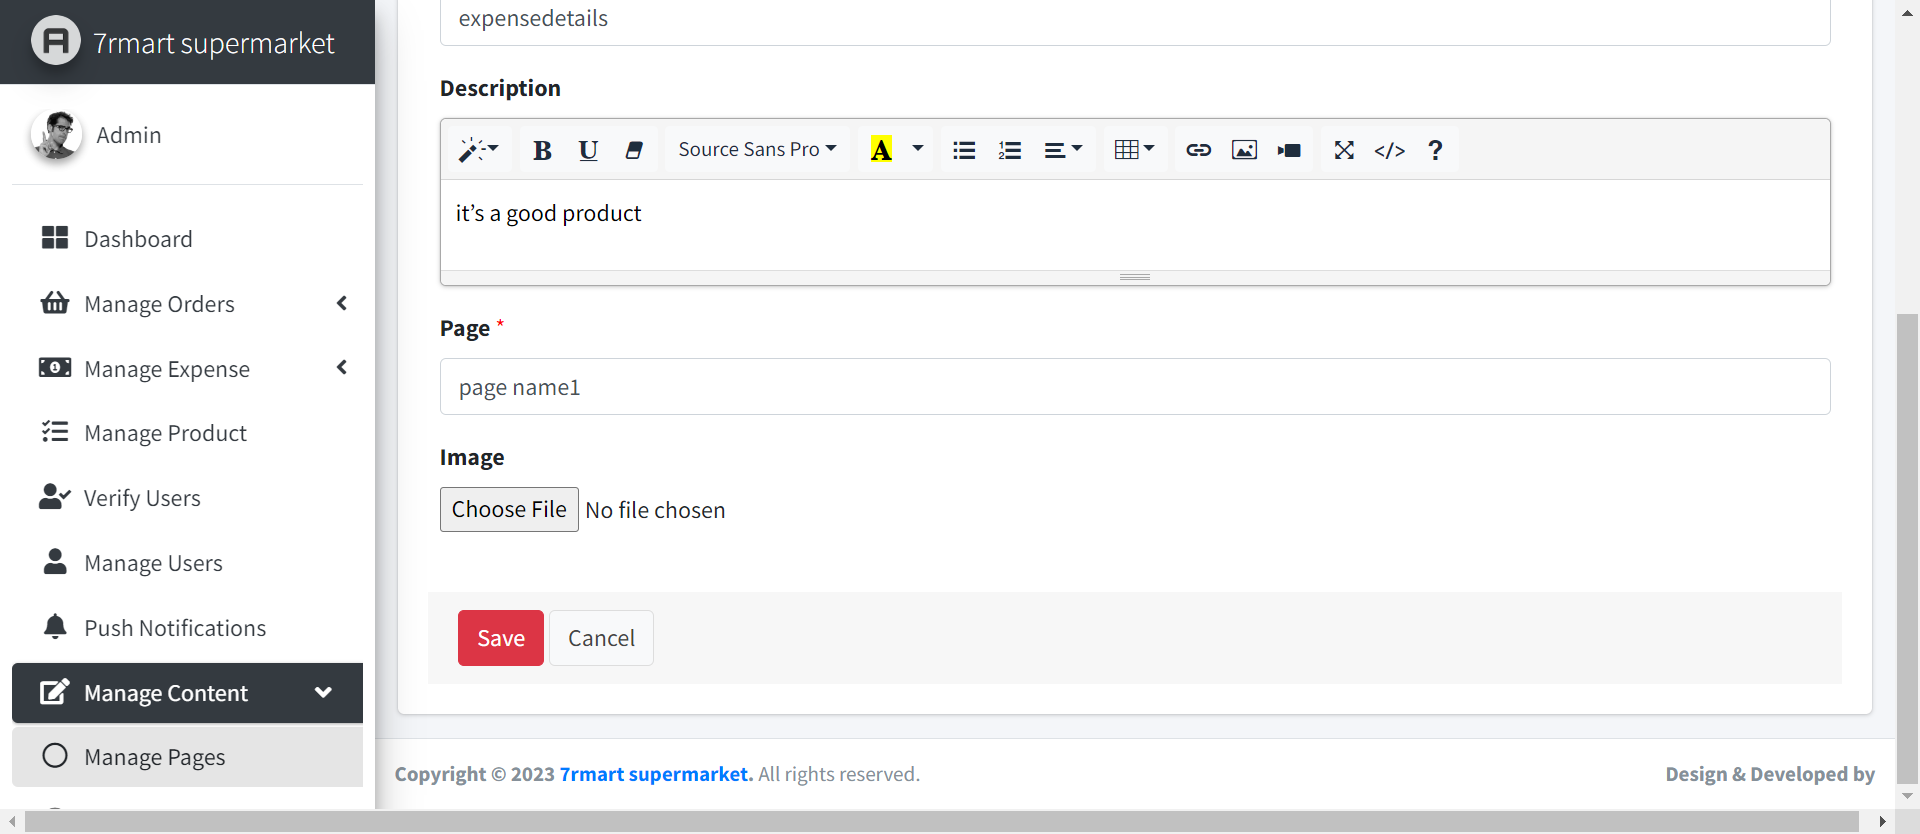 7rmart supermarket
Admin
Dashboard
Manage Orders
Manage Expense
Manage Product
Verify Users
Manage Users
Push Notifications
Manage Content
Manage Pages
expensedetails
Description
B U Source Sans Pro A </> ?
it’s a good product
Page *
page name1
Image
Choose File No file chosen
Save Cancel
Copyright © 2023 7rmart supermarket. All rights reserved.
Design & Developed by